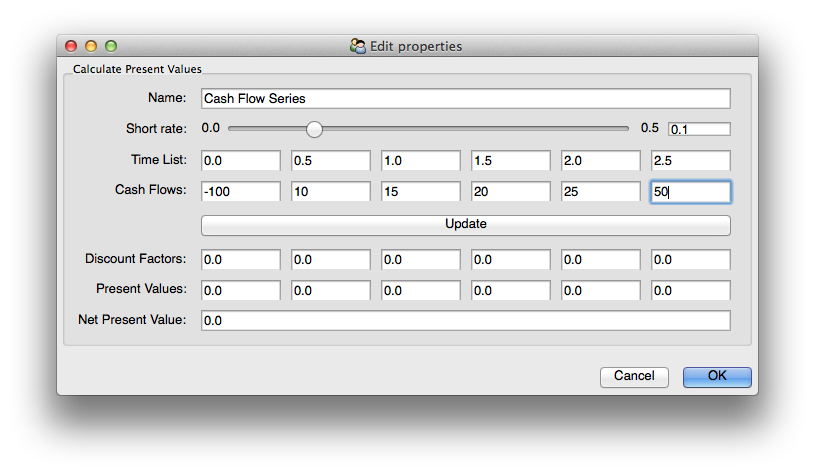 Edit properties
Calculate Present Values
Name: Cash Flow Series
Short rate: 0.0 0.5 0.1
Time List: 0.0 0.5 1.0 1.5 2.0 2.5
Cash Flows: -100 10 15 20 25 50
Update
Discount Factors: 0.0 0.0 0.0 0.0 0.0 0.0
Present Values: 0.0 0.0 0.0 0.0 0.0 0.0
Net Present Value: 0.0
Cancel OK